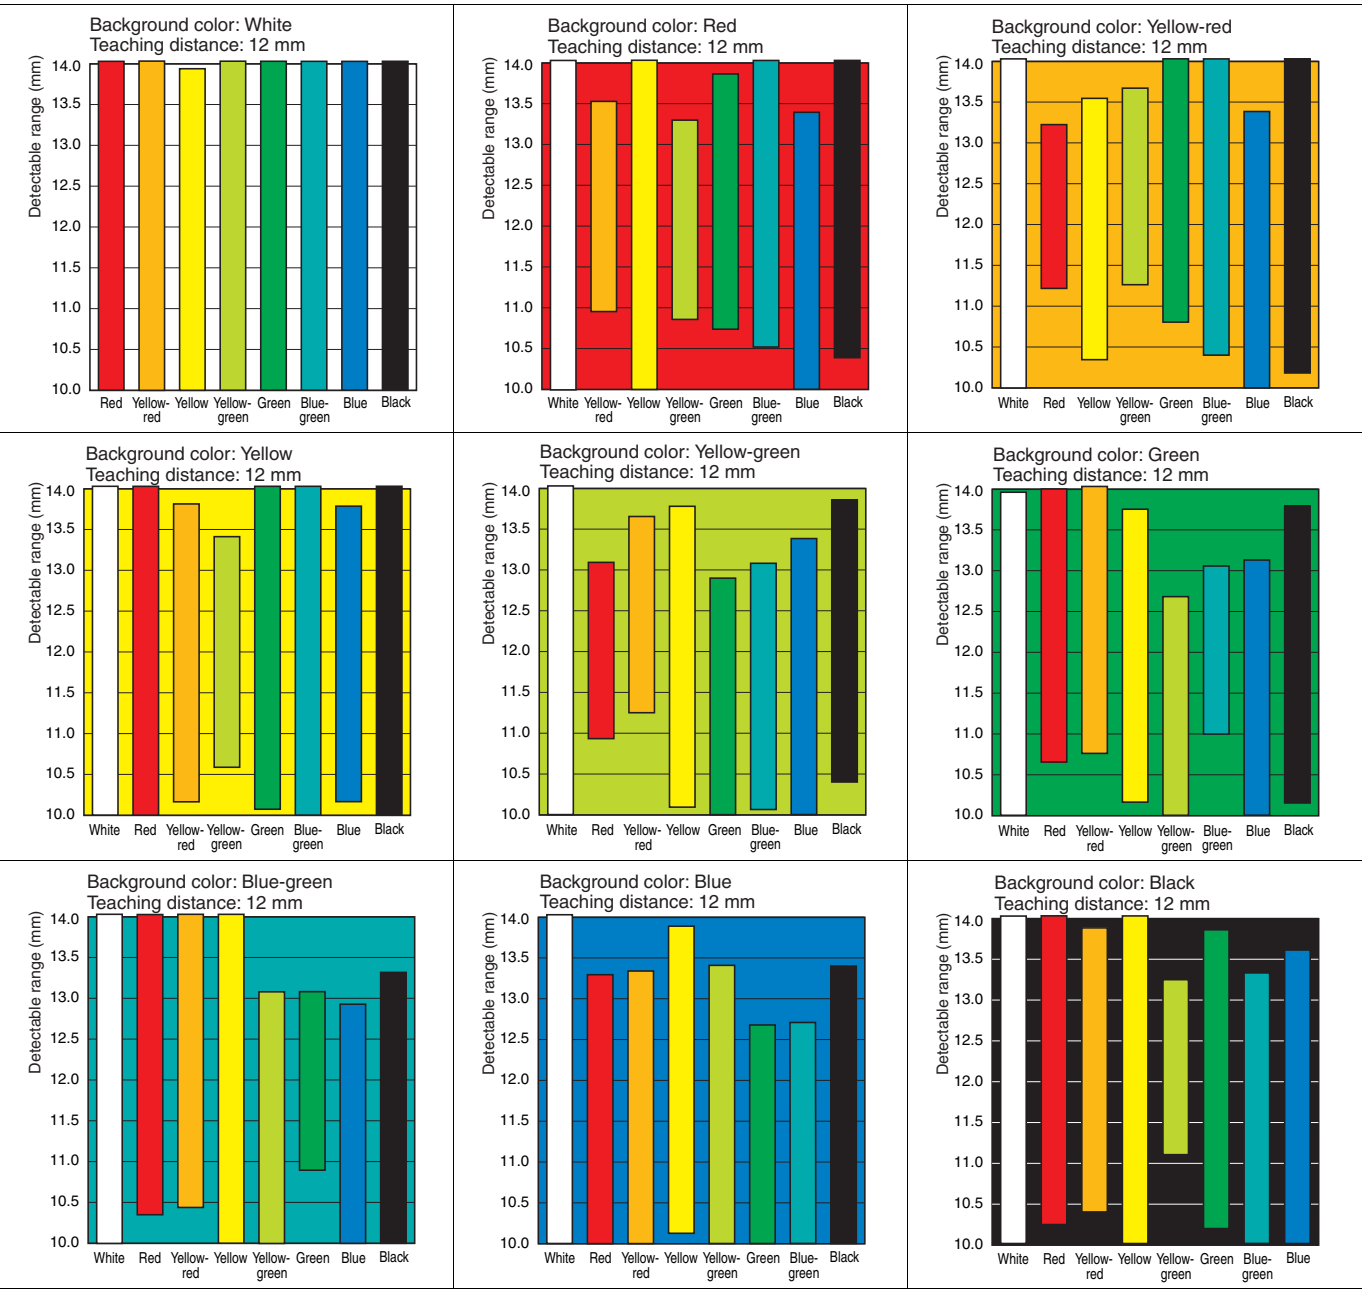 Background color: White
Teaching distance: 12 mm
Detectable range (mm)
14.0
13.5
13.0
12.5
12.0
11.5
11.0
10.5
10.0
Red Yellow- Yellow Yellow- Green Blue- Blue Black
red green green
Background color: Red
Teaching distance: 12 mm
Detectable range (mm)
14.0
13.5
13.0
12.5
12.0
11.5
11.0
10.5
10.0
White Yellow- Yellow Yellow- Green Blue- Blue Black
red green green
Background color: Yellow-red
Teaching distance: 12 mm
Detectable range (mm)
14.0
13.5
13.0
12.5
12.0
11.5
11.0
10.5
10.0
White Red Yellow Yellow- Green Blue- Blue Black
green green
Background color: Yellow
Teaching distance: 12 mm
Detectable range (mm)
14.0
13.5
13.0
12.5
12.0
11.5
11.0
10.5
10.0
White Red Yellow- Yellow- Green Blue- Blue Black
red green green
Background color: Yellow-green
Teaching distance: 12 mm
Detectable range (mm)
14.0
13.5
13.0
12.5
12.0
11.5
11.0
10.5
10.0
White Red Yellow- Yellow Green Blue- Blue Black
red green
Background color: Green
Teaching distance: 12 mm
Detectable range (mm)
14.0
13.5
13.0
12.5
12.0
11.5
11.0
10.5
10.0
White Red Yellow- Yellow Yellow- Blue- Blue Black
red green green
Background color: Blue-green
Teaching distance: 12 mm
Detectable range (mm)
14.0
13.5
13.0
12.5
12.0
11.5
11.0
10.5
10.0
White Red Yellow- Yellow Yellow- Green Blue Black
red green
Background color: Blue
Teaching distance: 12 mm
Detectable range (mm)
14.0
13.5
13.0
12.5
12.0
11.5
11.0
10.5
10.0
White Red Yellow- Yellow Yellow- Green Blue- Black
red green green
Background color: Black
Teaching distance: 12 mm
Detectable range (mm)
14.0
13.5
13.0
12.5
12.0
11.5
11.0
10.5
10.0
White Red Yellow- Yellow Yellow- Green Blue- Blue
red green green